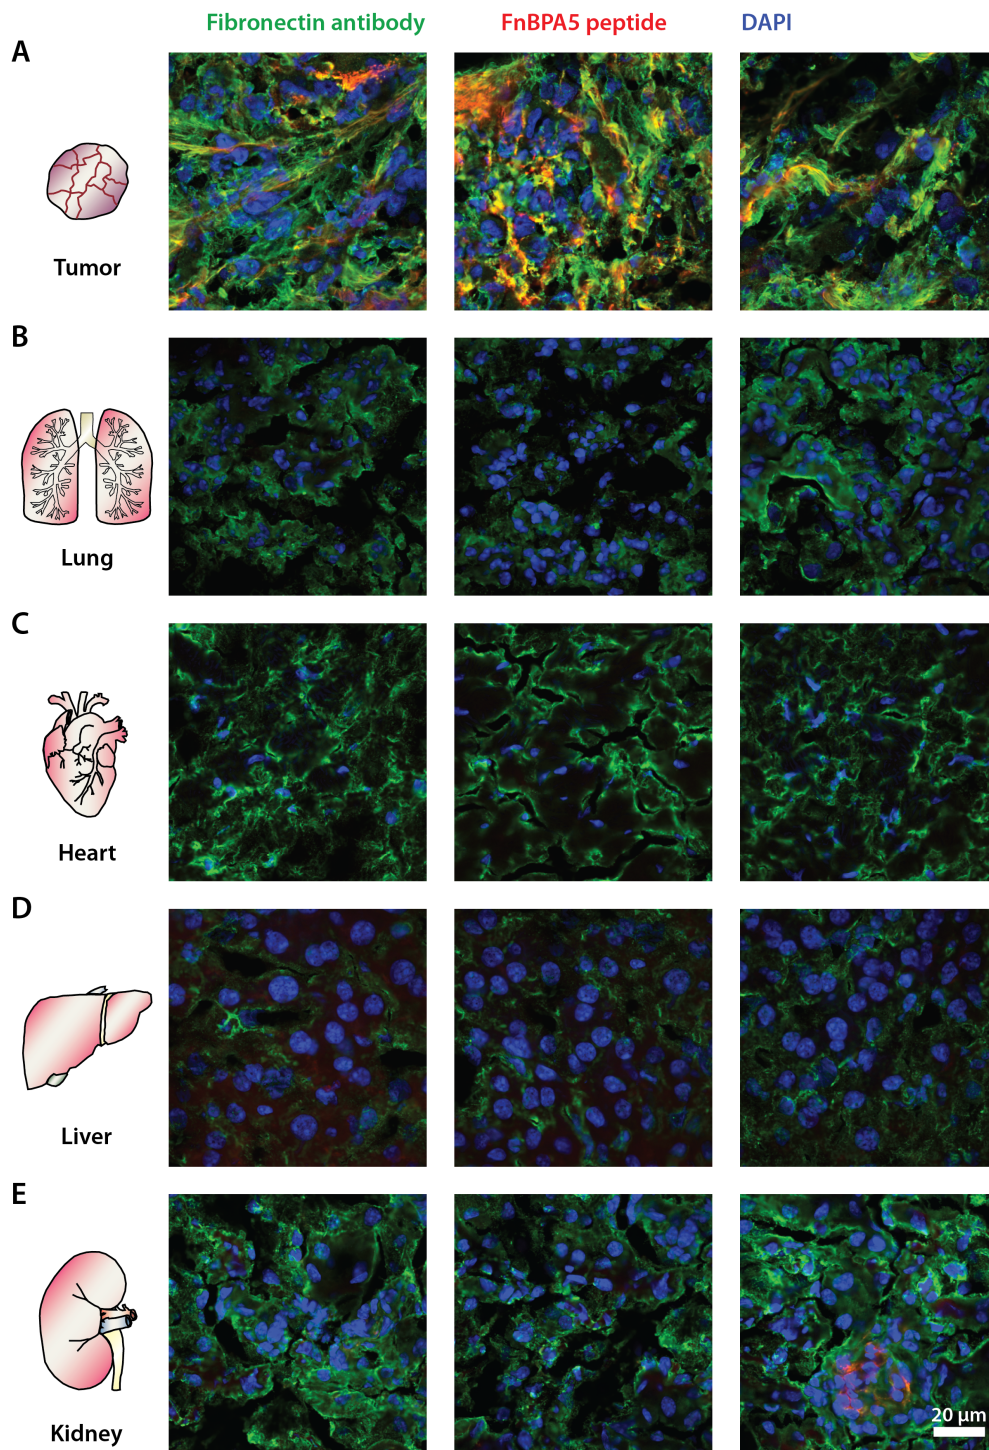 Fibronectin antibody FnBPA5 peptide DAPI
A
Tumor
B
Lung
C
Heart
D
Liver
E
Kidney
20 µm